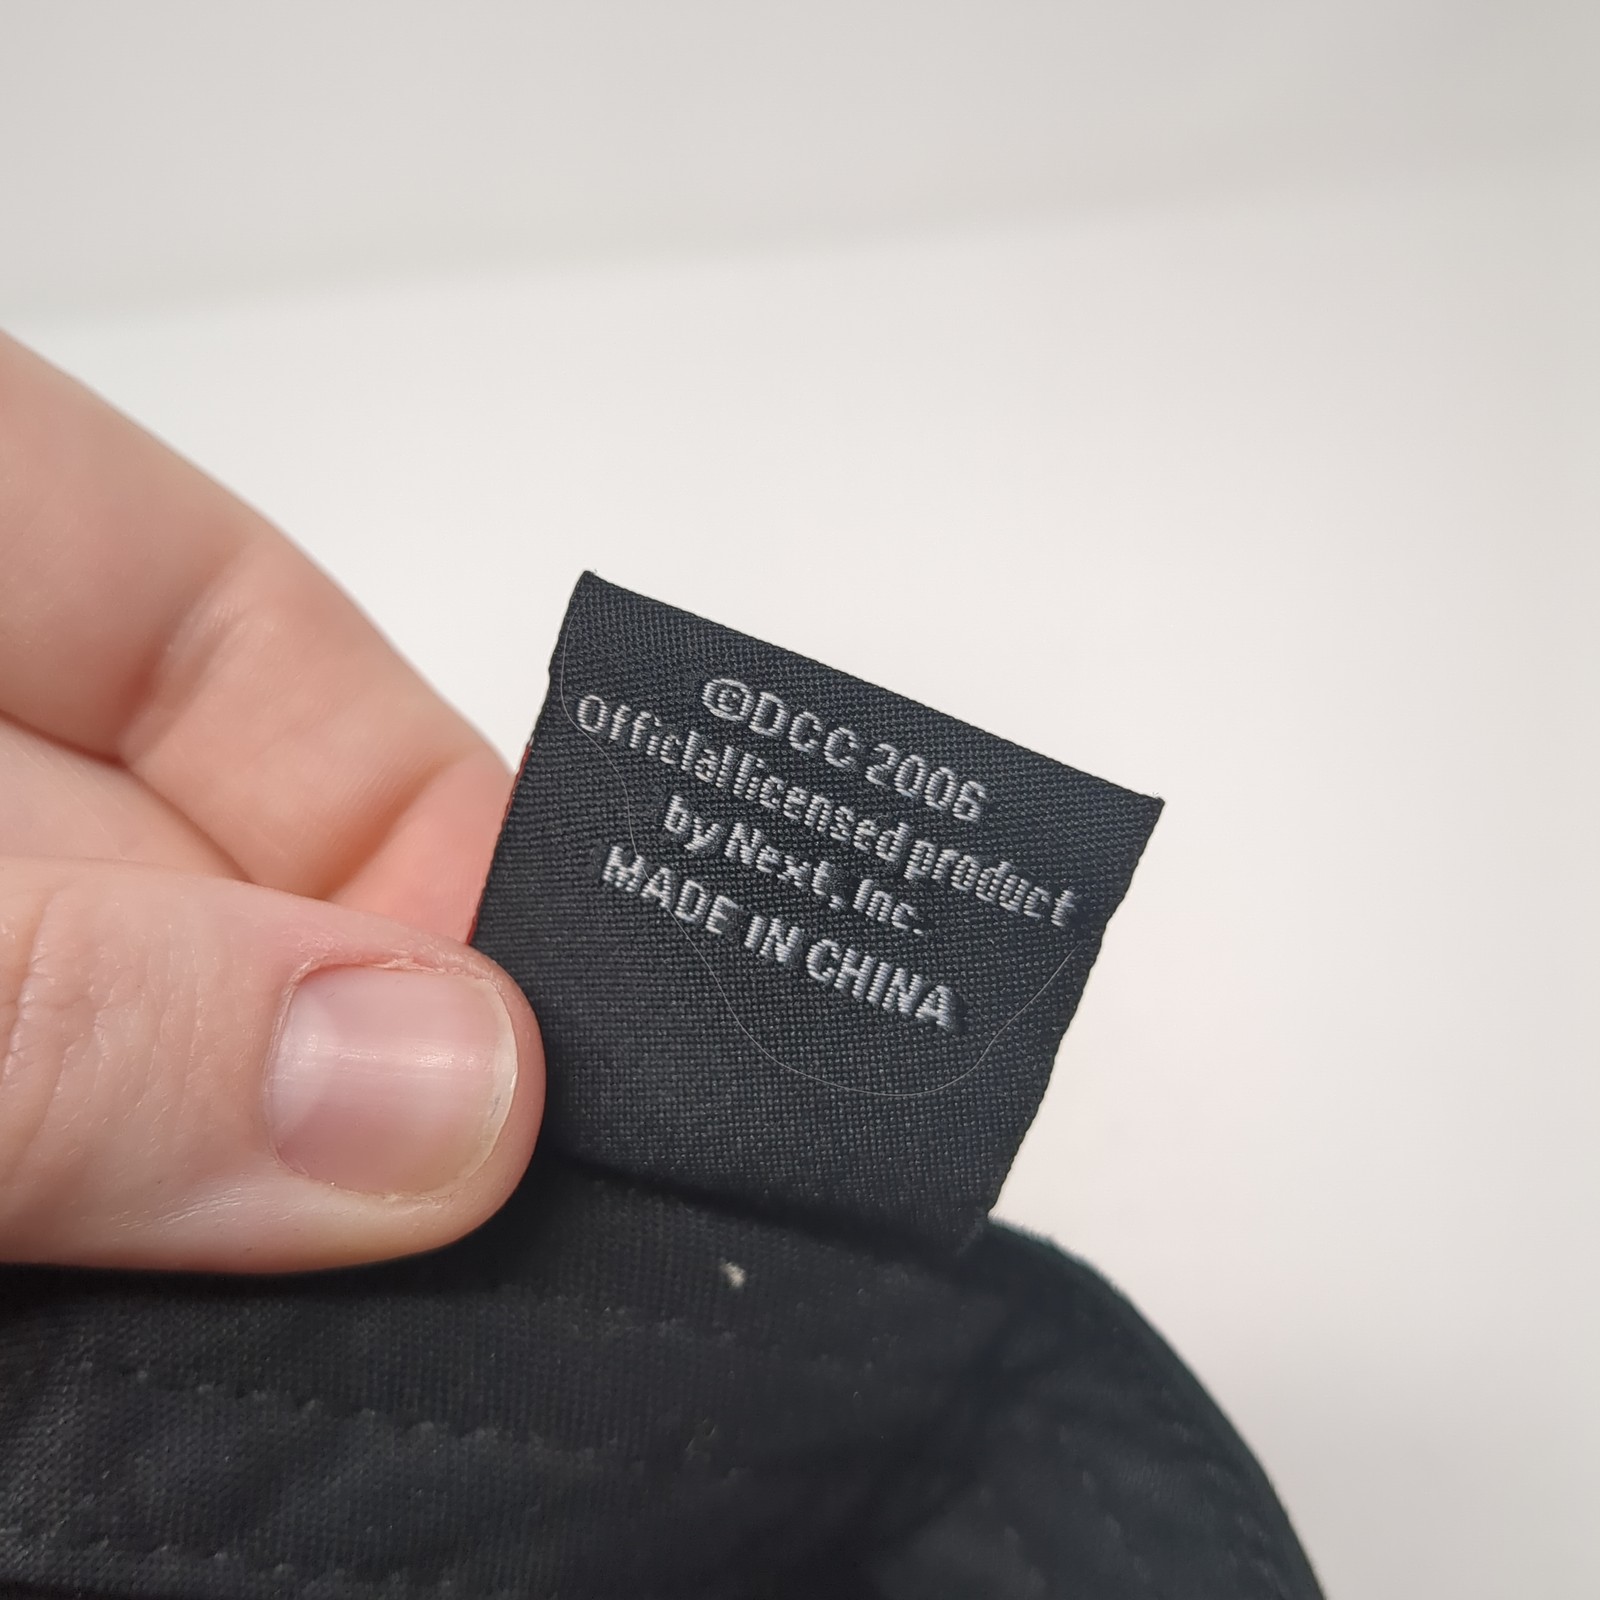 ©DCC 2006
Official licensed product
by Next, Inc.
MADE IN CHINA